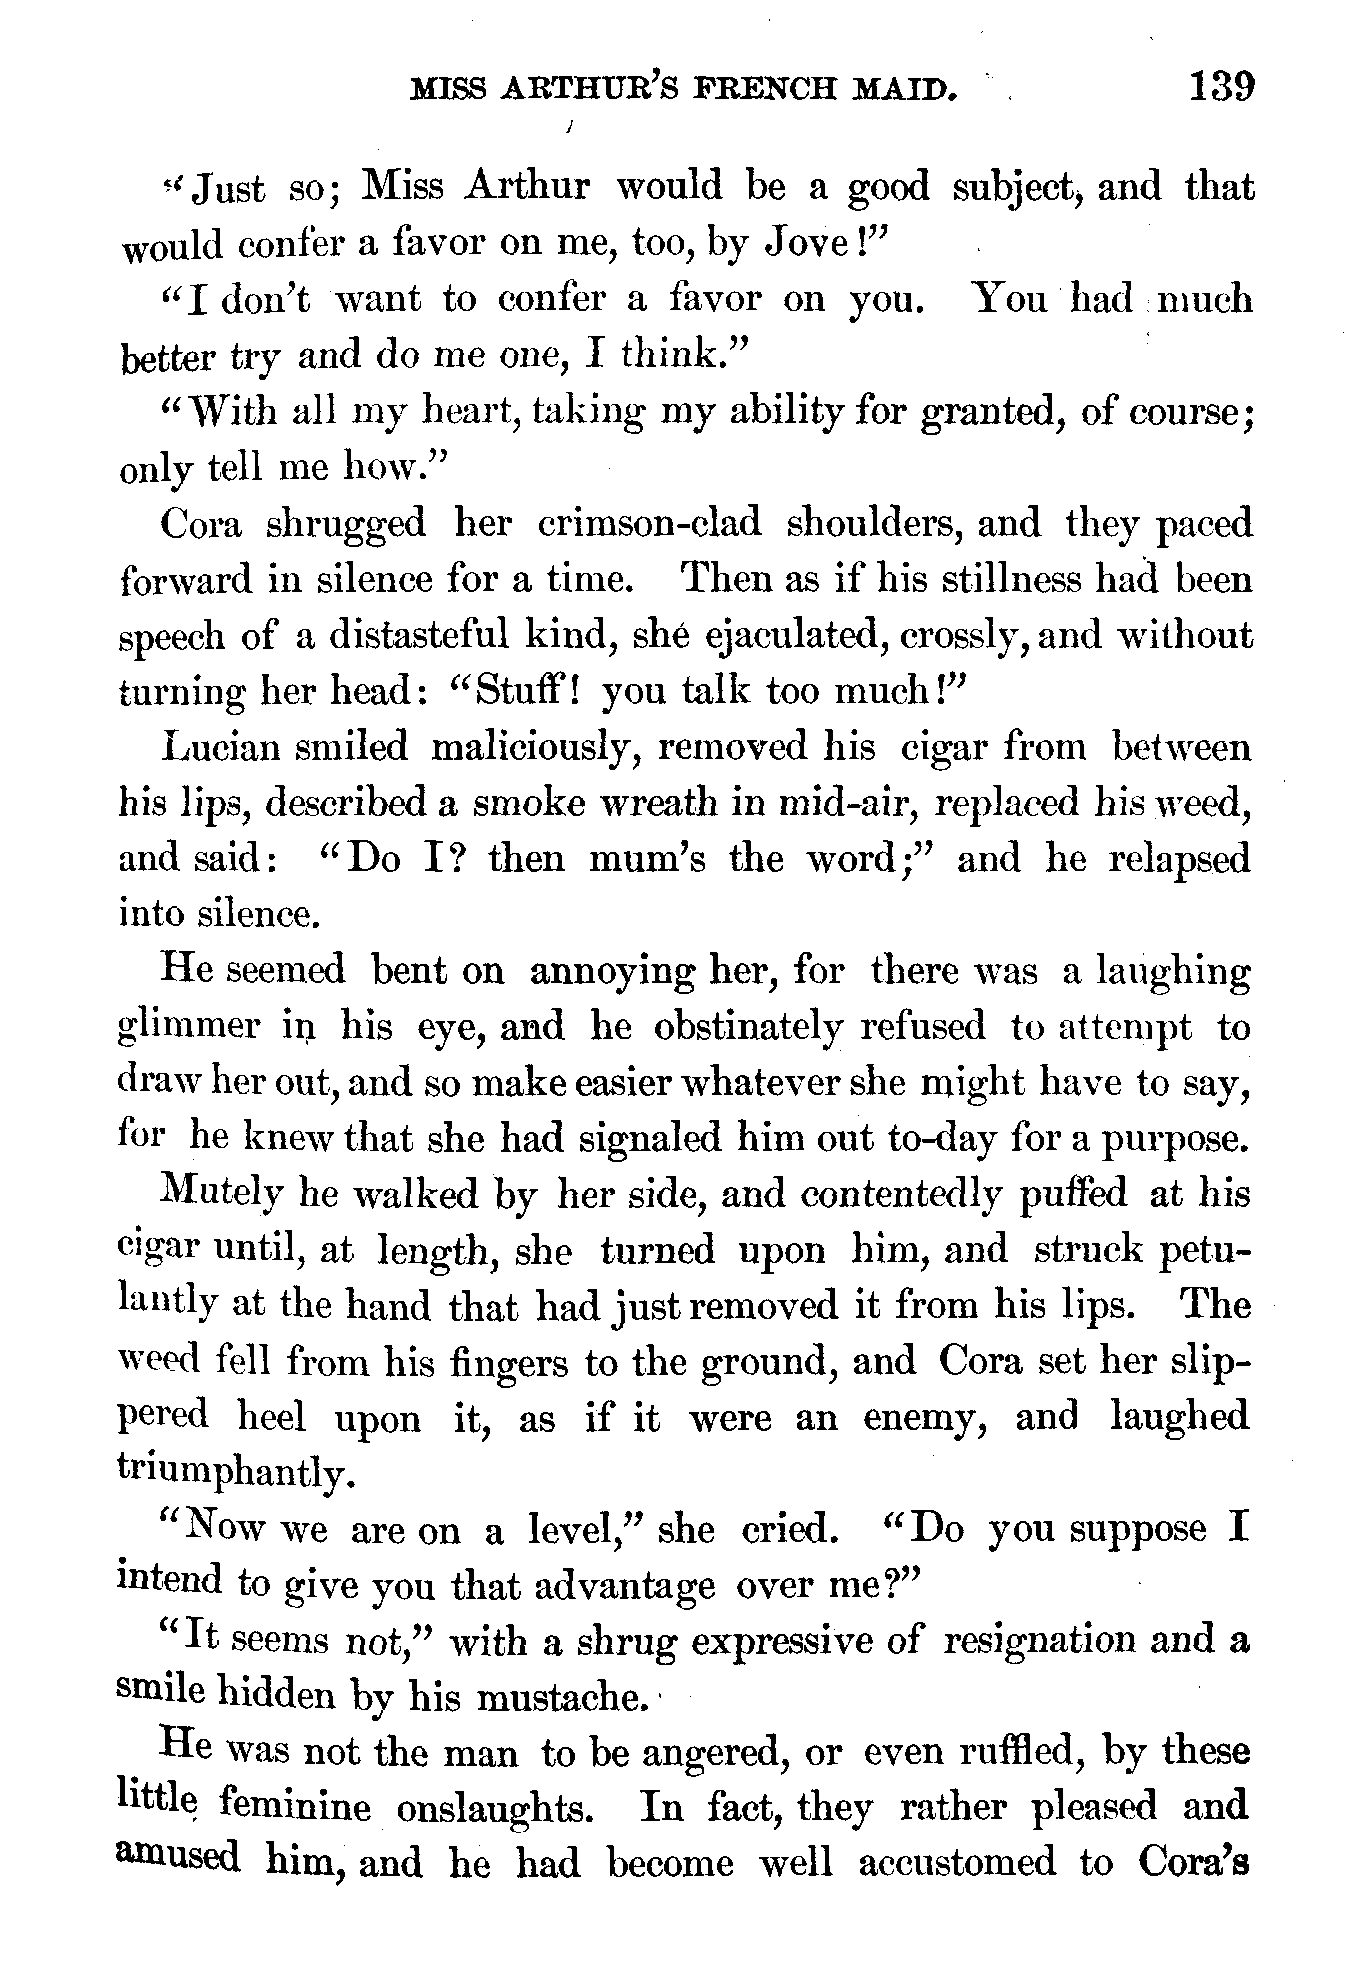 MISS ARTHUR'S FRENCH MAID. 139
"Just so; Miss Arthur would be a good subject, and that
would confer a favor on me, too, by Jove!"
"I don't want to confer a favor on you. You had much
better try and do me one, I think."
"With all my heart, taking my ability for granted, of course;
only tell me how."
Cora shrugged her crimson-clad shoulders, and they paced
forward in silence for a time. Then as if his stillness had been
speech of a distasteful kind, she ejaculated, crossly, and without
turning her head: "Stuff! you talk too much!"
Lucian smiled maliciously, removed his cigar from between
his lips, described a smoke wreath in mid-air, replaced his weed,
and said: "Do I? then mum's the word;" and he relapsed
into silence.
He seemed bent on annoying her, for there was a laughing
glimmer in his eye, and he obstinately refused to attempt to
draw her out, and so make easier whatever she might have to say,
for he knew that she had signaled him out to-day for a purpose.
Mutely he walked by her side, and contentedly puffed at his
cigar until, at length, she turned upon him, and struck petu-
lantly at the hand that had just removed it from his lips. The
weed fell from his fingers to the ground, and Cora set her slip-
pered heel upon it, as if it were an enemy, and laughed
triumphantly.
"Now we are on a level," she cried. "Do you suppose I
intend to give you that advantage over me?"
"It seems not," with a shrug expressive of resignation and a
smile hidden by his mustache.
He was not the man to be angered, or even ruffled, by these
little feminine onslaughts. In fact, they rather pleased and
amused him, and he had become well accustomed to Cora's